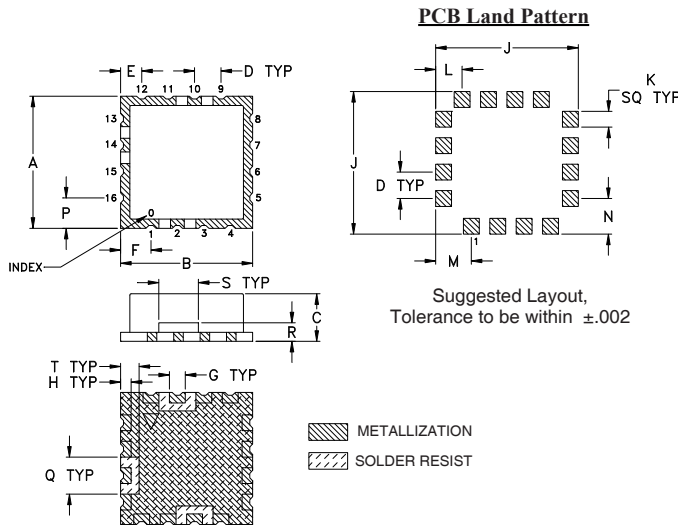 PCB Land Pattern
E
D TYP
12 11 10 9
13
14
15
16
8
7
6
5
A
P
0
1 2 3 4
F
INDEX
B
J
L
K
SQ TYP
J
D TYP
N
1
M
Suggested Layout,
Tolerance to be within ±.002
S TYP
C
R
T TYP
H TYP
G TYP
Q TYP
METALLIZATION
SOLDER RESIST